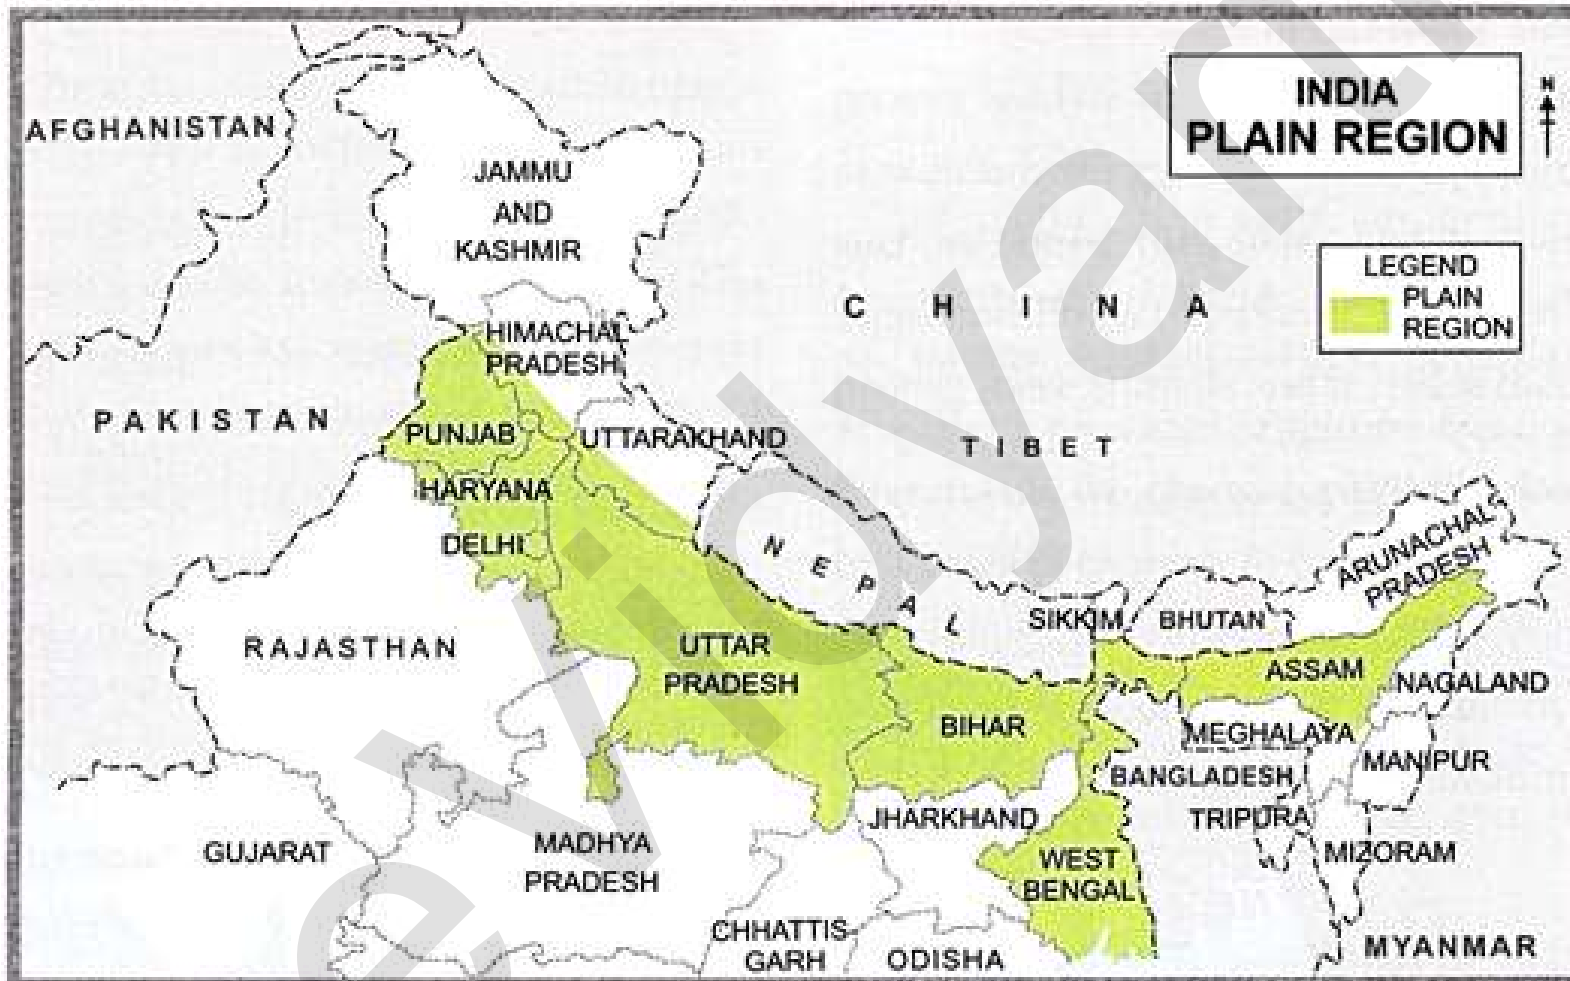 INDIA
PLAIN REGION
N
LEGEND
PLAIN
REGION
AFGHANISTAN
JAMMU
AND
KASHMIR
CHINA
HIMACHAL
PRADESH
PAKISTAN
PUNJAB
UTTARAKHAND
TIBET
HARYANA
DELHI
NEPAL
ARUNACHAL
PRADESH
SIKKIM
BHUTAN
RAJASTHAN
UTTAR
PRADESH
ASSAM
NAGALAND
BIHAR
MEGHALAYA
MANIPUR
BANGLADESH
JHARKHAND
TRIPURA
GUJARAT
MADHYA
PRADESH
WEST
BENGAL
MIZORAM
CHHATTIS
GARH
ODISHA
MYANMAR
evidyarthi